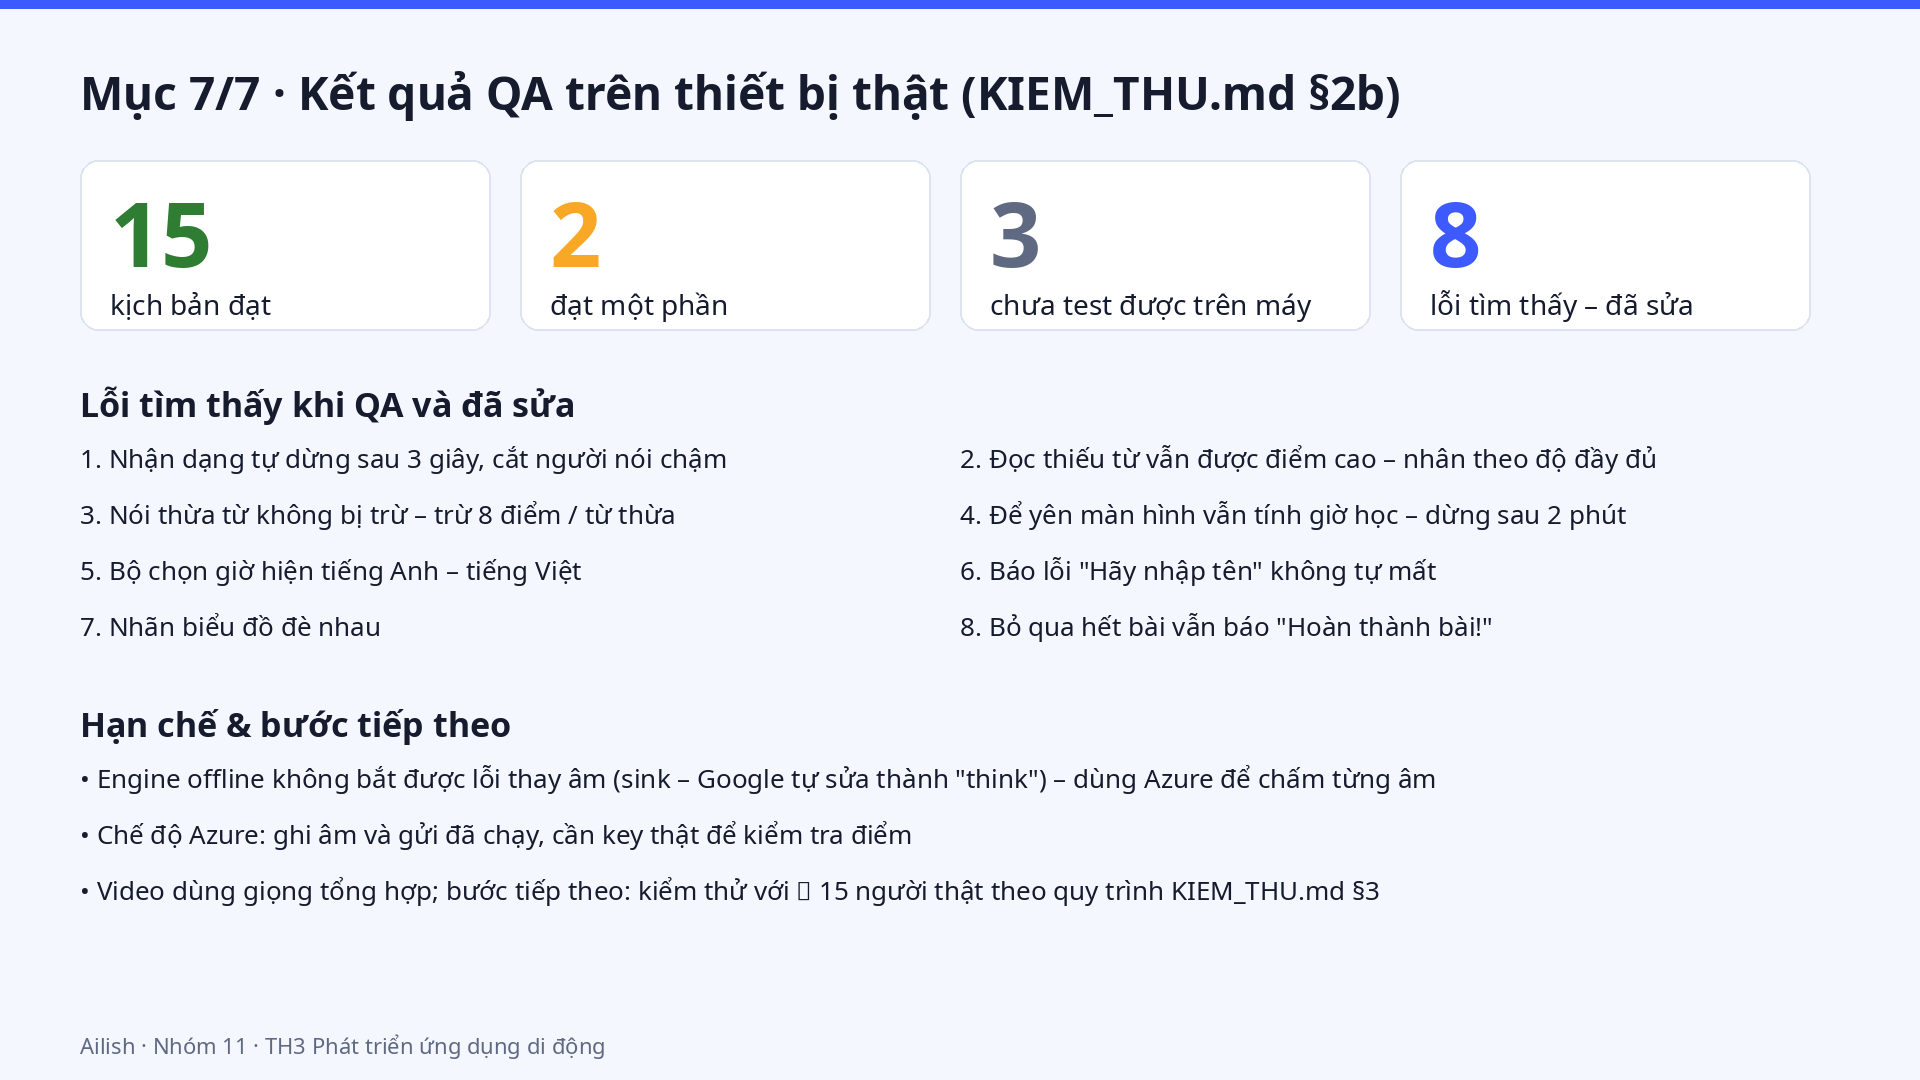 Mục 7/7 · Kết quả QA trên thiết bị thật (KIEM_THU.md §2b)
15
kịch bản đạt
2
đạt một phần
3
chưa test được trên máy
8
lỗi tìm thấy – đã sửa
Lỗi tìm thấy khi QA và đã sửa
1. Nhận dạng tự dừng sau 3 giây, cắt người nói chậm
2. Đọc thiếu từ vẫn được điểm cao – nhân theo độ đầy đủ
3. Nói thừa từ không bị trừ – trừ 8 điểm / từ thừa
4. Để yên màn hình vẫn tính giờ học – dừng sau 2 phút
5. Bộ chọn giờ hiện tiếng Anh – tiếng Việt
6. Báo lỗi "Hãy nhập tên" không tự mất
7. Nhãn biểu đồ đè nhau
8. Bỏ qua hết bài vẫn báo "Hoàn thành bài!"
Hạn chế & bước tiếp theo
• Engine offline không bắt được lỗi thay âm (sink – Google tự sửa thành "think") – dùng Azure để chấm từng âm
• Chế độ Azure: ghi âm và gửi đã chạy, cần key thật để kiểm tra điểm
• Video dùng giọng tổng hợp; bước tiếp theo: kiểm thử với 15 người thật theo quy trình KIEM_THU.md §3
Ailish · Nhóm 11 · TH3 Phát triển ứng dụng di động